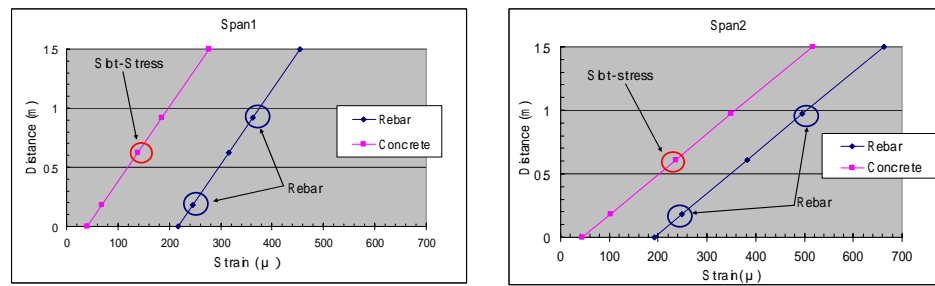 Span1
1.5
1
0.5
0
Distance (m)
Slot-Stress
Rebar
Rebar
Concrete
0 100 200 300 400 500 600 700
Strain (μ)
Span2
1.5
1
0.5
0
Distance (m)
Slot-stress
Rebar
Rebar
Concrete
0 100 200 300 400 500 600 700
Strain(μ)